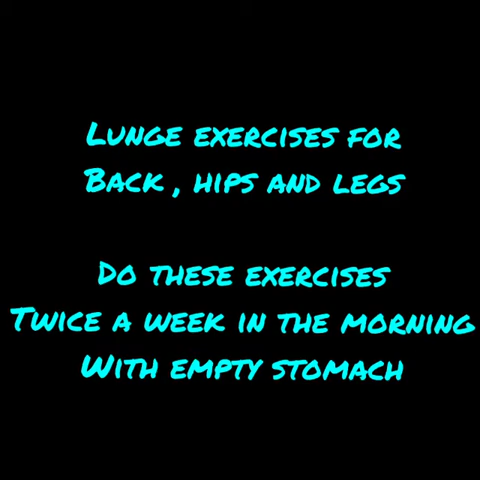 Lunge exercises for
Back , hips and legs
Do these exercises
Twice a week in the morning
With empty stomach